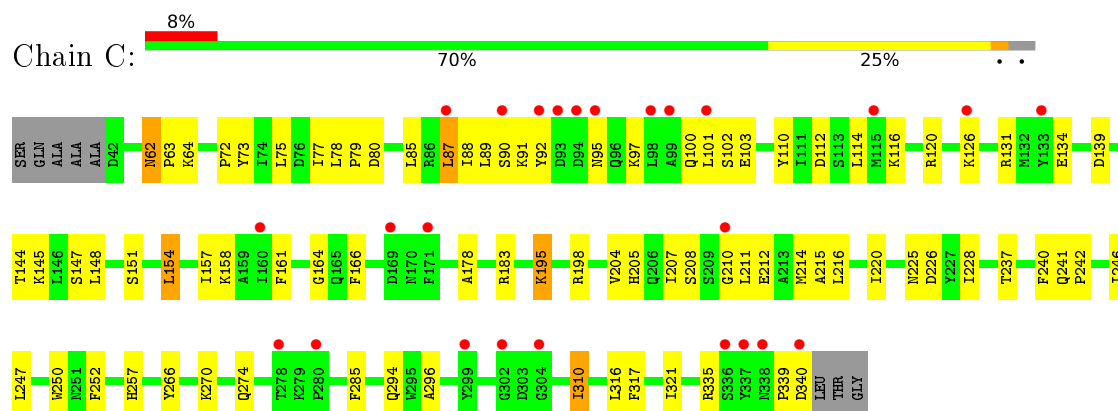 8%
Chain C:
70% 25% • •
SER GLN ALA ALA ALA D42 N62 P63 K64 P72 Y73 I74 L75 D76 I77 L78 P79 D80 L85 R86 L87 I88 L89 S90 K91 Y92 D93 D94 N95 Q96 K97 L98 A99 Q100 L101 S102 E103 Y110 I111 D112 S113 L114 M115 K116 R120 K126 R131 M132 Y133 E134 D139
T144 K145 L146 S147 L148 S151 L154 I157 K158 A159 I160 F161 G164 Q165 F166 D169 N170 F171 A178 R183 K195 R198 V204 H205 Q206 I207 S208 S209 G210 L211 E212 A213 M214 A215 L216 I220 N225 D226 Y227 I228 T237 F240 Q241 P242 I246
L247 W250 N251 F252 H257 Y266 K270 Q274 T278 K279 P280 F285 Q294 W295 A296 Y299 G302 D303 G304 I310 L316 F317 I321 R335 S336 Y337 N338 P339 D340 LEU THR GLY